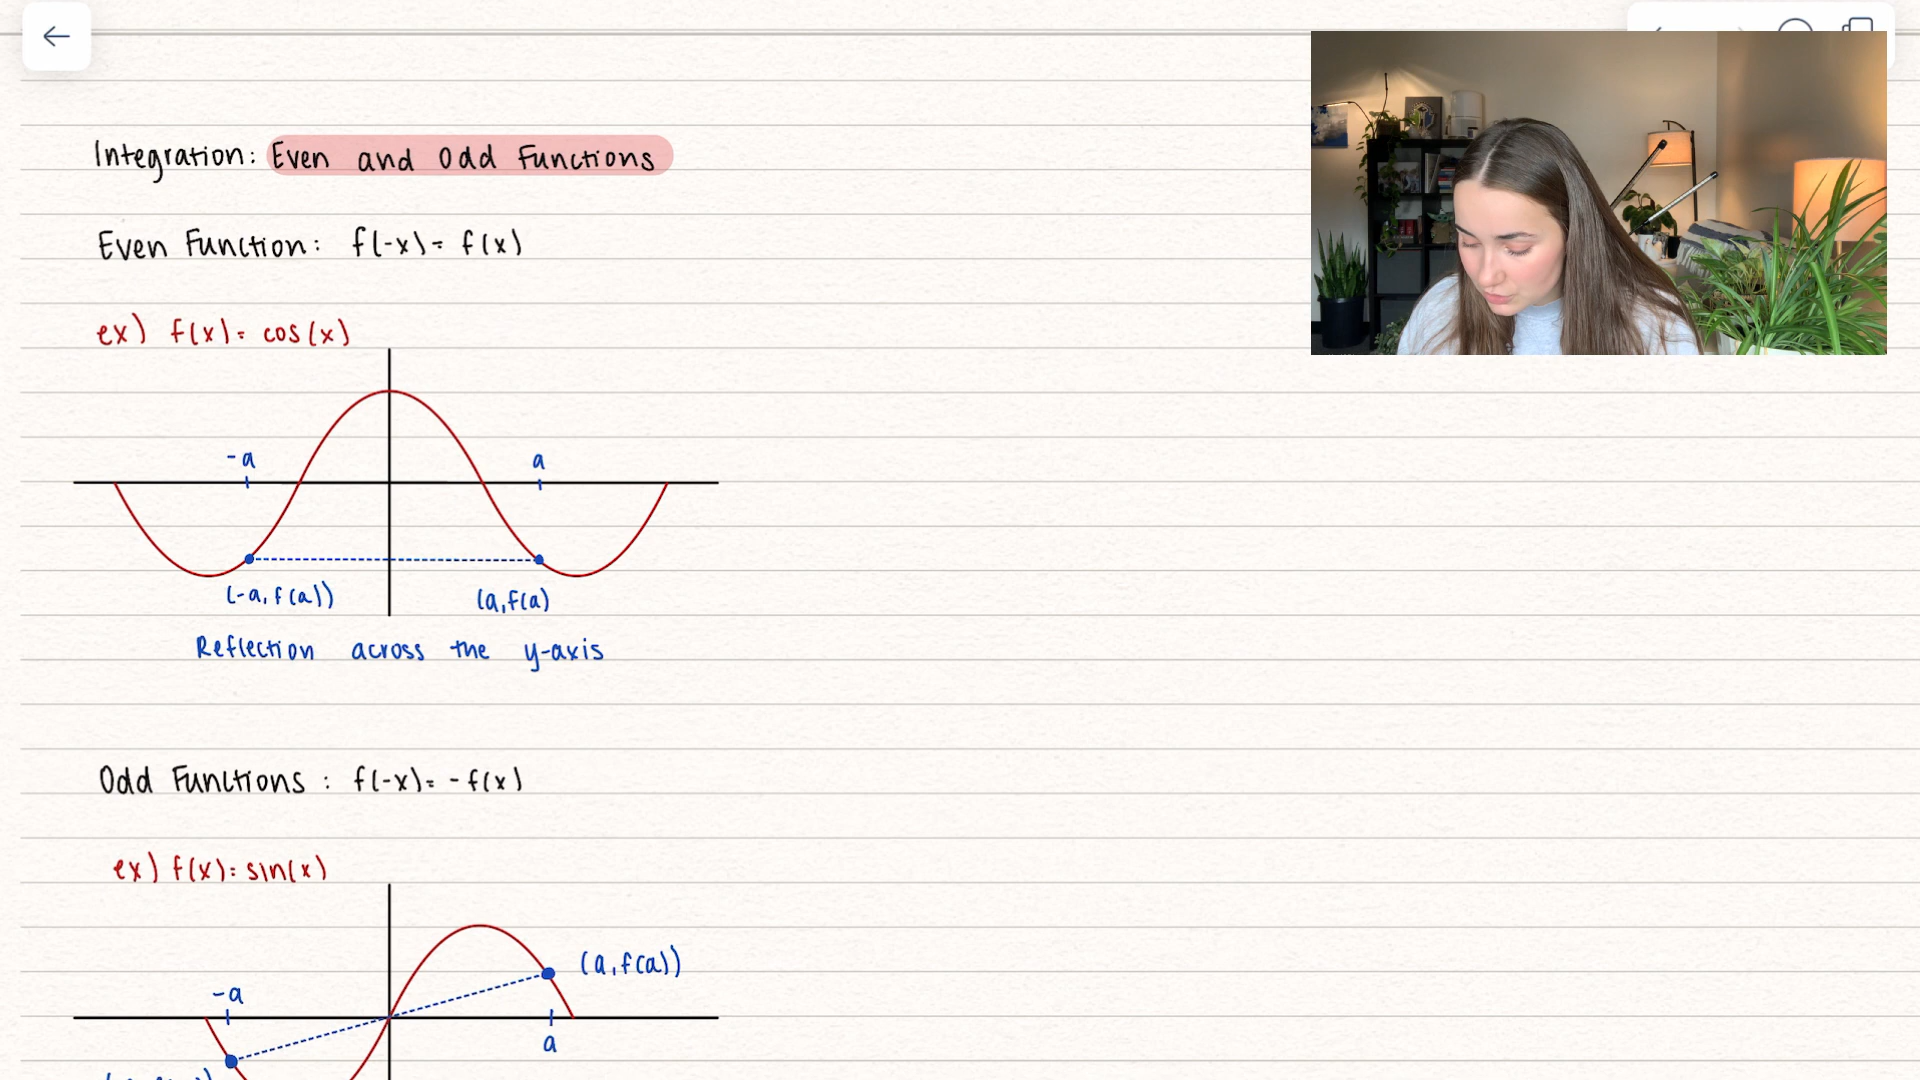 Integration: Even and Odd Functions
Even Function: f(-x) = f(x)
ex) f(x) = cos(x)
-a a
(-a, f(a)) (a, f(a)
Reflection across the y-axis
Odd Functions : f(-x) = - f(x)
ex) f(x) = sin(x)
(a, f(a))
-a
a